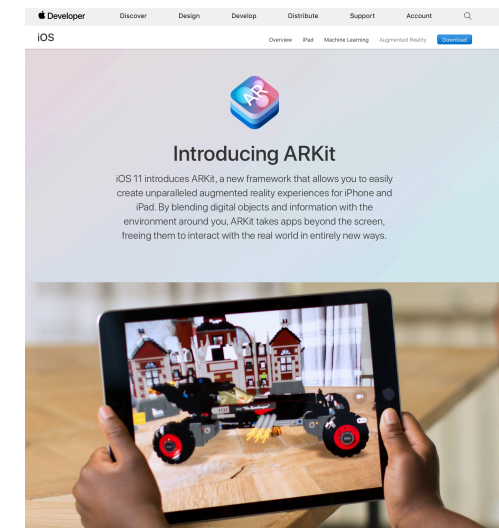 Developer Discover Design Develop Distribute Support Account
iOS Overview iPad Machine Learning Augmented Reality Download
AR
Introducing ARKit
iOS 11 introduces ARKit, a new framework that allows you to easily
create unparalleled augmented reality experiences for iPhone and
iPad. By blending digital objects and information with the
environment around you, ARKit takes apps beyond the screen,
freeing them to interact with the real world in entirely new ways.